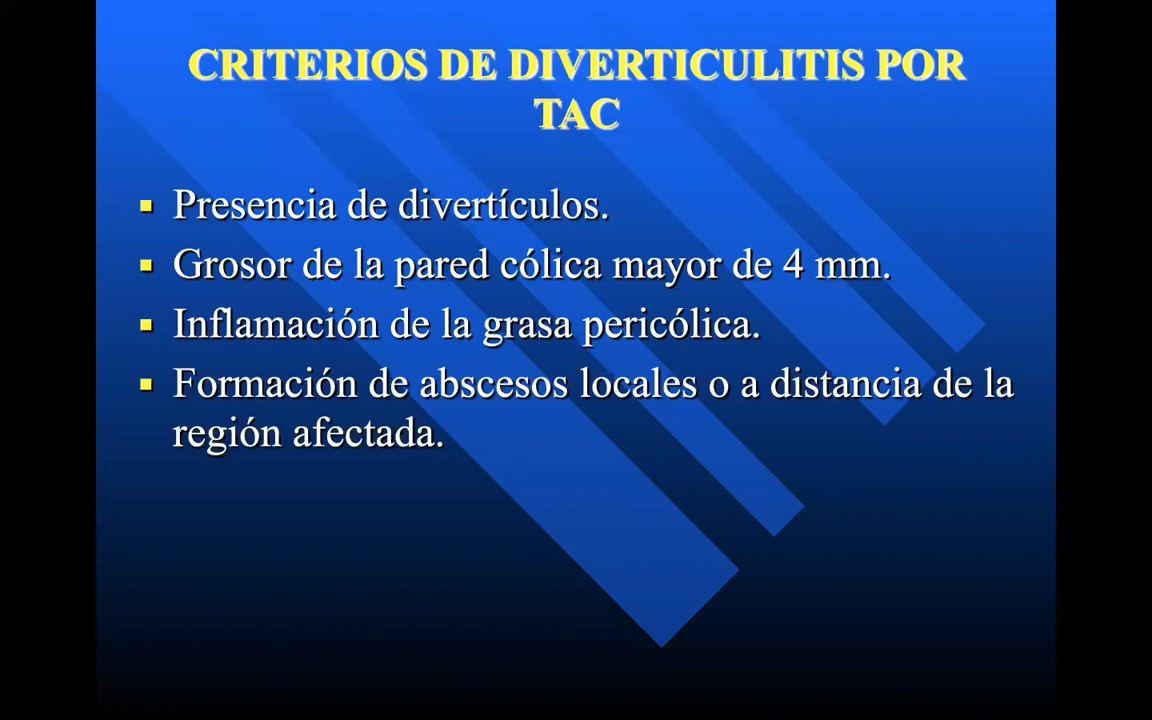 CRITERIOS DE DIVERTICULITIS POR
TAC
▪ Presencia de divertículos.
▪ Grosor de la pared cólica mayor de 4 mm.
▪ Inflamación de la grasa pericólica.
▪ Formación de abscesos locales o a distancia de la
región afectada.